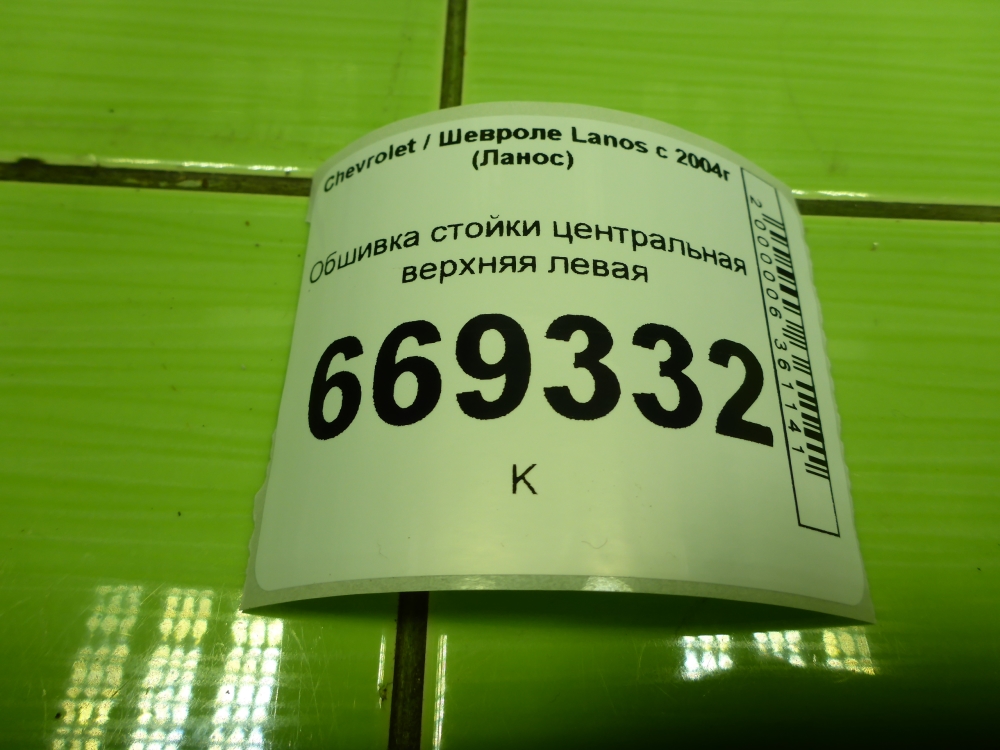 Chevrolet / Шевроле Lanos с 2004г
(Ланос)
Обшивка стойки центральная
верхняя левая
669332
К
2000006361141